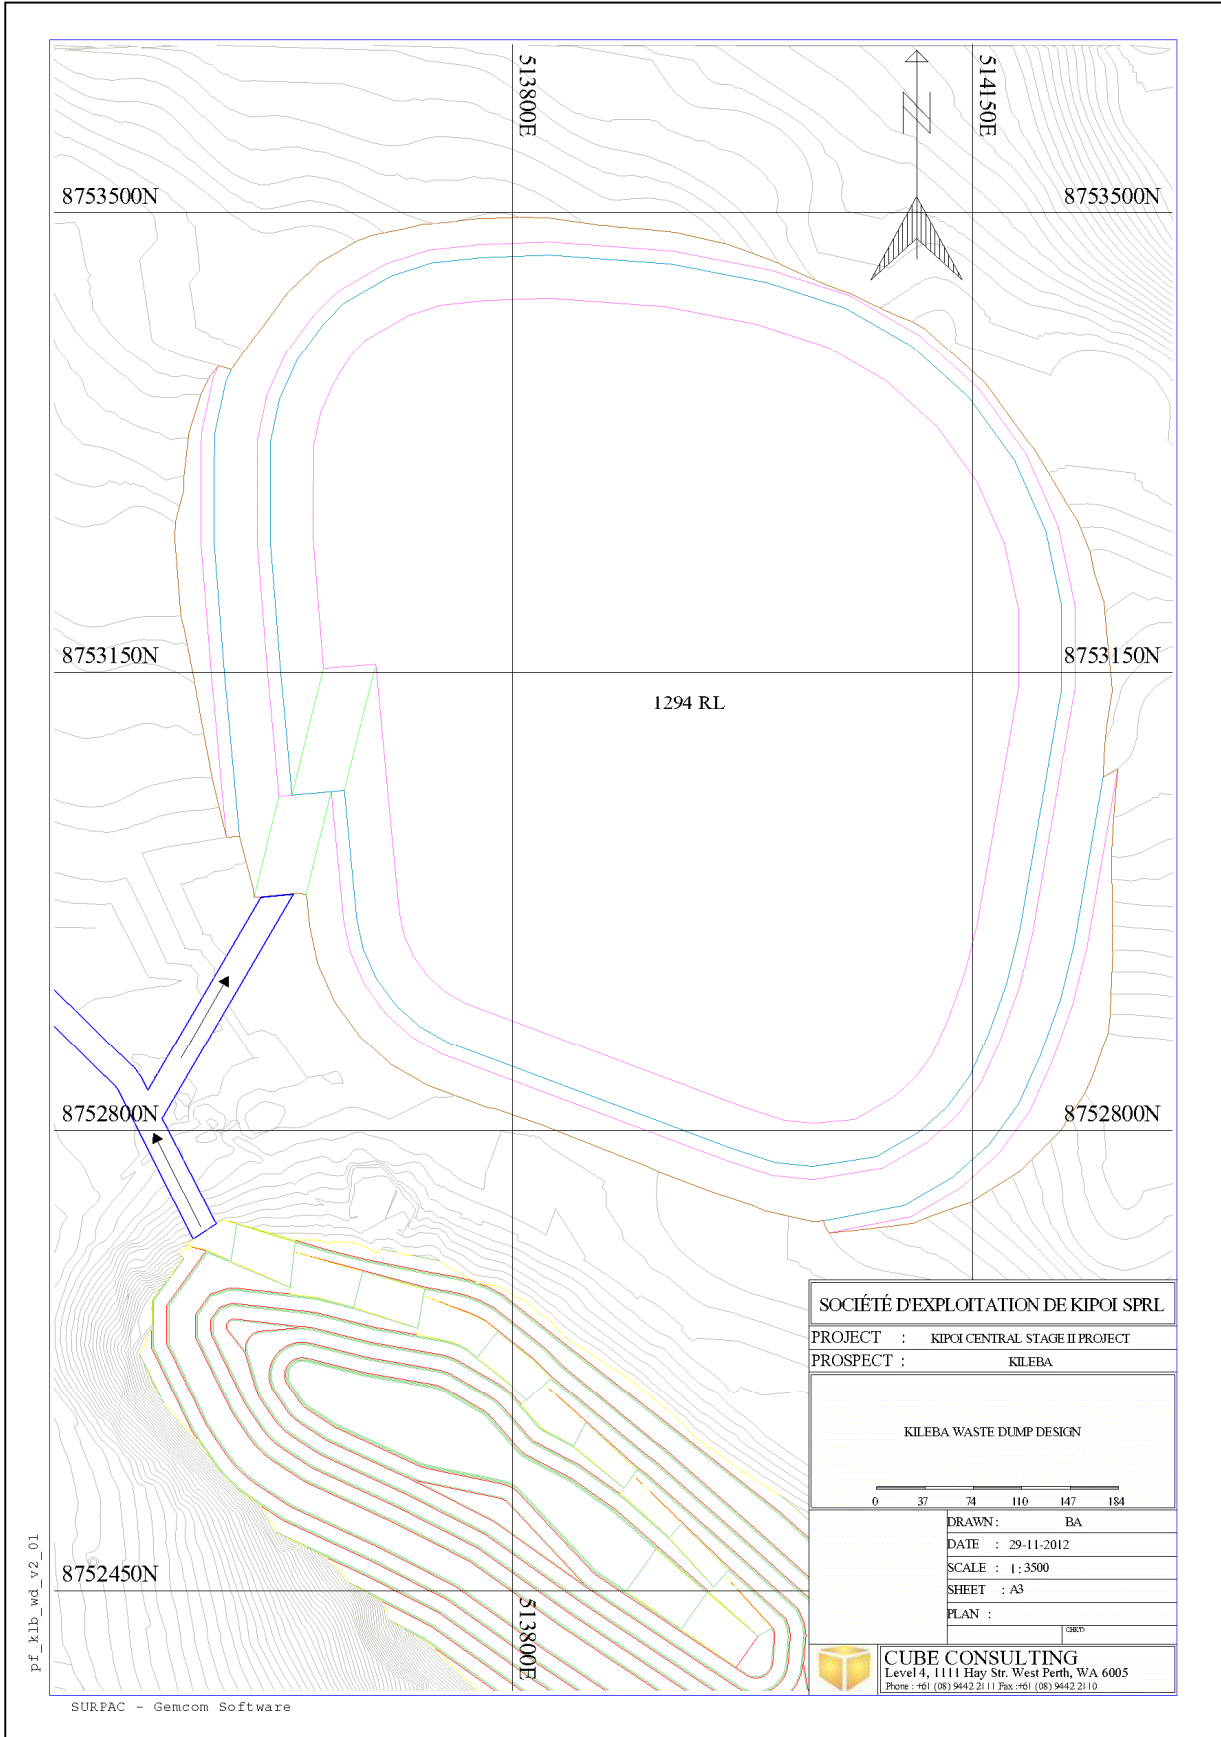 513800E
514150E
N
8753500N
8753500N
8753150N
8753150N
1294 RL
8752800N
8752800N
8752450N
513800E
SOCIÉTÉ D'EXPLOITATION DE KIPOI SPRL
PROJECT : KIPOI CENTRAL STAGE II PROJECT
PROSPECT : KILEBA
KILEBA WASTE DUMP DESIGN
0 37 74 110 147 184
DRAWN : BA
DATE : 29-11-2012
SCALE : 1 : 3500
SHEET : A3
PLAN :
CHK'D
CUBE CONSULTING
Level 4, 1111 Hay Str. West Perth, WA 6005
Phone : +61 (08) 9442 2111 Fax :+61 (08) 9442 2110
pf_klb_wd_v2_01
SURPAC - Gemcom Software